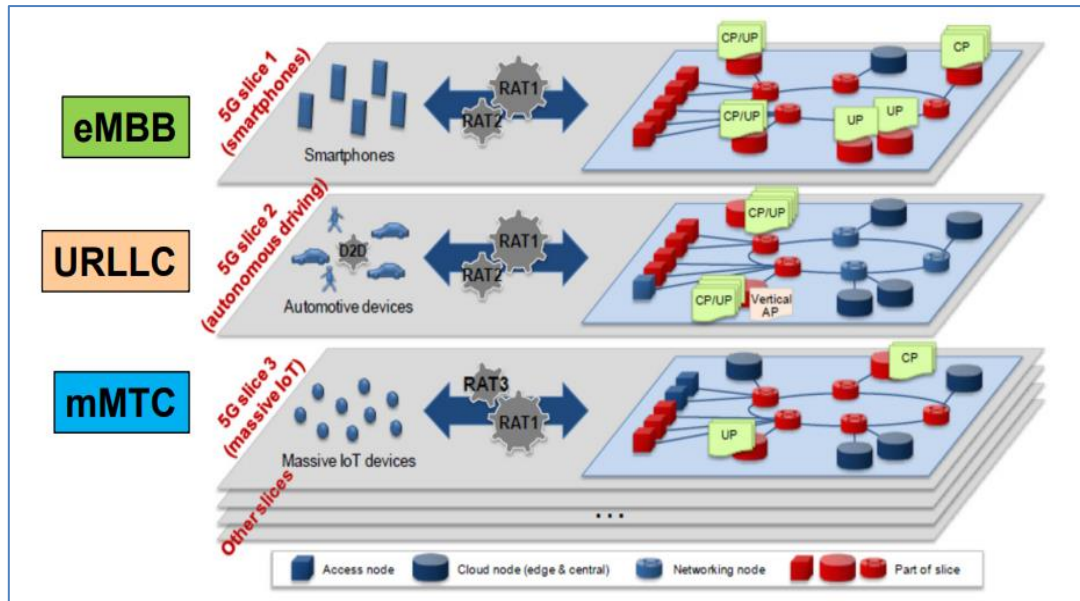 eMBB
5G slice 1
(smartphones)
Smartphones
RAT1
RAT2
CP/UP
CP
CP/UP
UP
UP
URLLC
5G slice 2
(autonomous driving)
D2D
Automotive devices
RAT1
RAT2
CP/UP
CP/UP
Vertical
AP
mMTC
5G slice 3
(massive IoT)
Massive IoT devices
RAT3
RAT1
CP
UP
Other slices
...
Access node
Cloud node (edge & central)
Networking node
Part of slice